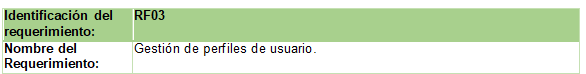 Identificación del RF03
requerimiento:
Nombre del Gestión de perfiles de usuario.
Requerimiento: